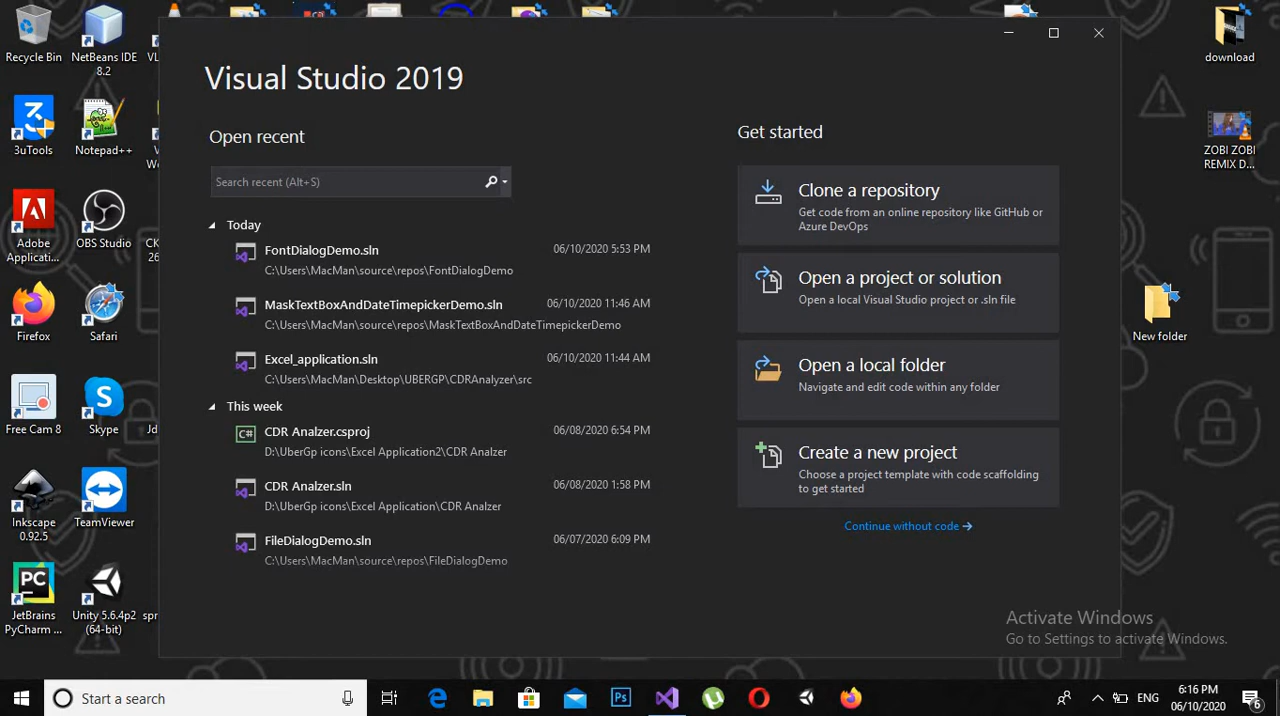 Recycle Bin
NetBeans IDE
8.2
VL
download
3uTools
Notepad++
Vi
W
ZOBI ZOBI
REMIX D...
Adobe
Applicati...
OBS Studio
CK
26
Firefox
Safari
New folder
Free Cam 8
Skype
Jd
Inkscape
0.92.5
TeamViewer
PC
JetBrains
PyCharm ...
Unity 5.6.4p2
(64-bit)
spr
Visual Studio 2019
Open recent
Search recent (Alt+S)
Today
FontDialogDemo.sln 06/10/2020 5:53 PM
C:\Users\MacMan\source\repos\FontDialogDemo
MaskTextBoxAndDateTimepickerDemo.sln 06/10/2020 11:46 AM
C:\Users\MacMan\source\repos\MaskTextBoxAndDateTimepickerDemo
Excel_application.sln 06/10/2020 11:44 AM
C:\Users\MacMan\Desktop\UBERGP\CDRAnalyzer\src
This week
C# CDR Analzer.csproj 06/08/2020 6:54 PM
D:\UberGp icons\Excel Application2\CDR Analzer
CDR Analzer.sln 06/08/2020 1:58 PM
D:\UberGp icons\Excel Application\CDR Analzer
FileDialogDemo.sln 06/07/2020 6:09 PM
C:\Users\MacMan\source\repos\FileDialogDemo
Get started
Clone a repository
Get code from an online repository like GitHub or
Azure DevOps
Open a project or solution
Open a local Visual Studio project or .sln file
Open a local folder
Navigate and edit code within any folder
Create a new project
Choose a project template with code scaffolding
to get started
Continue without code
Activate Windows
Go to Settings to activate Windows.
Start a search
Ps
ENG
6:16 PM
06/10/2020
6